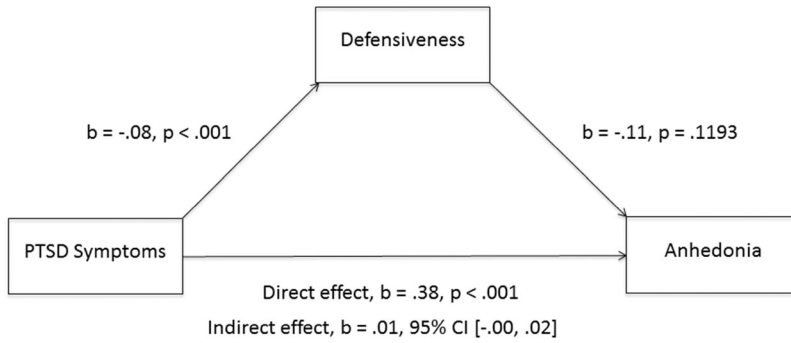 Defensiveness
b = -.08, p < .001
b = -.11, p = .1193
PTSD Symptoms
Anhedonia
Direct effect, b = .38, p < .001
Indirect effect, b = .01, 95% CI [-.00, .02]